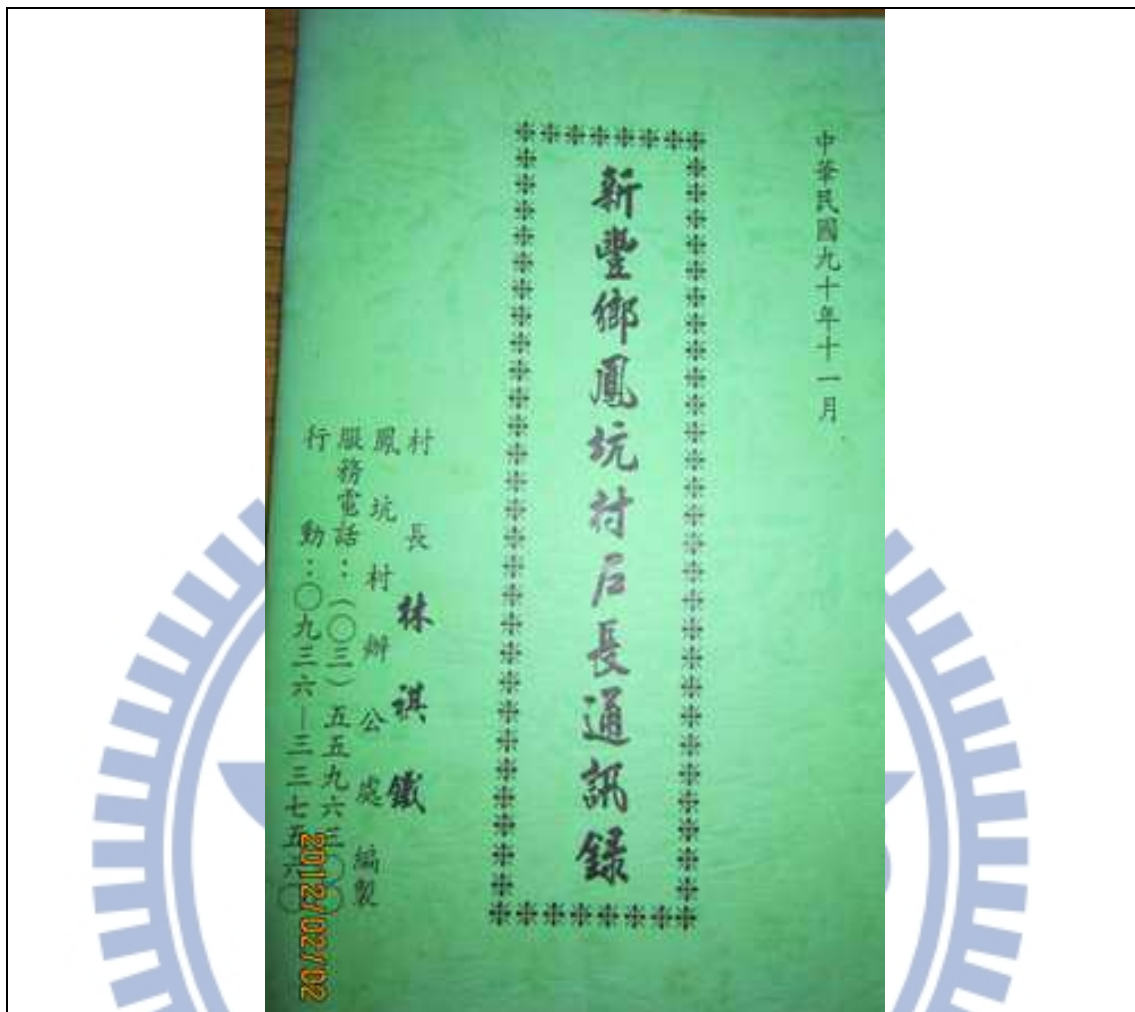 中華民國九十年十一月
新豐鄉鳳坑村戶長通訊錄
村長 林祺鐵
鳳坑村辦公處 編製
服務電話：（〇三）五五九六三〇〇
行動：〇九三六－三三七五六〇
2012/02/02